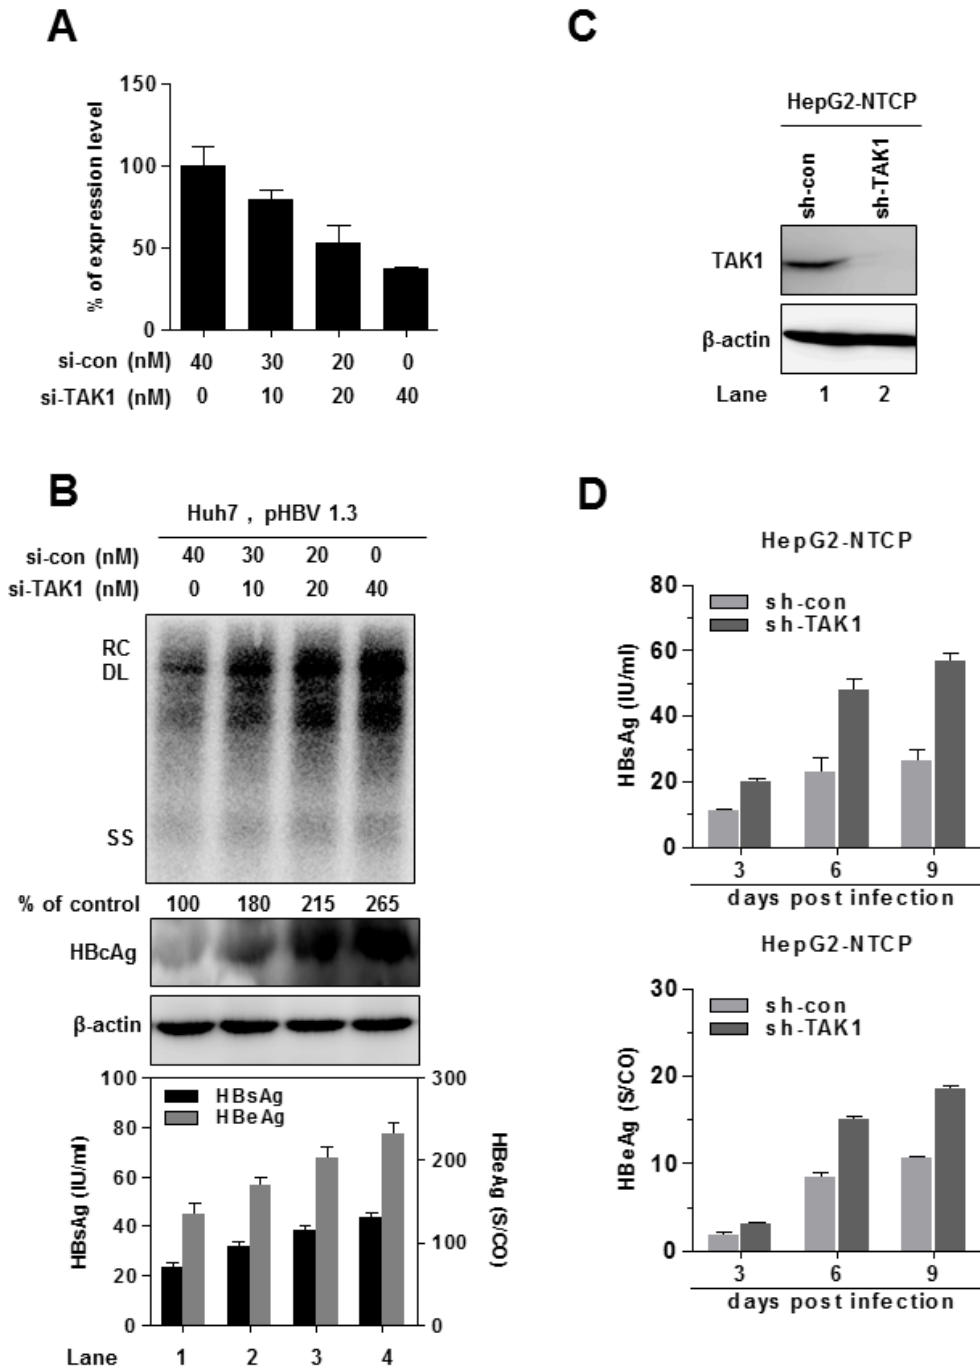 A
% of expression level
150
100
50
0
si-con (nM) 40 30 20 0
si-TAK1 (nM) 0 10 20 40
B
Huh7 , pHBV 1.3
si-con (nM) 40 30 20 0
si-TAK1 (nM) 0 10 20 40
RC
DL
SS
% of control 100 180 215 265
HBcAg
β-actin
HBsAg (IU/ml)
100
80
60
40
20
0
HBsAg
HBeAg
300
200
100
0
HBeAg (S/CO)
Lane 1 2 3 4
C
HepG2-NTCP
sh-con
sh-TAK1
TAK1
β-actin
Lane 1 2
D
HepG2-NTCP
HBsAg (IU/ml)
80
60
40
20
0
sh-con
sh-TAK1
3 6 9
days post infection
HepG2-NTCP
HBeAg (S/CO)
30
20
10
0
sh-con
sh-TAK1
3 6 9
days post infection